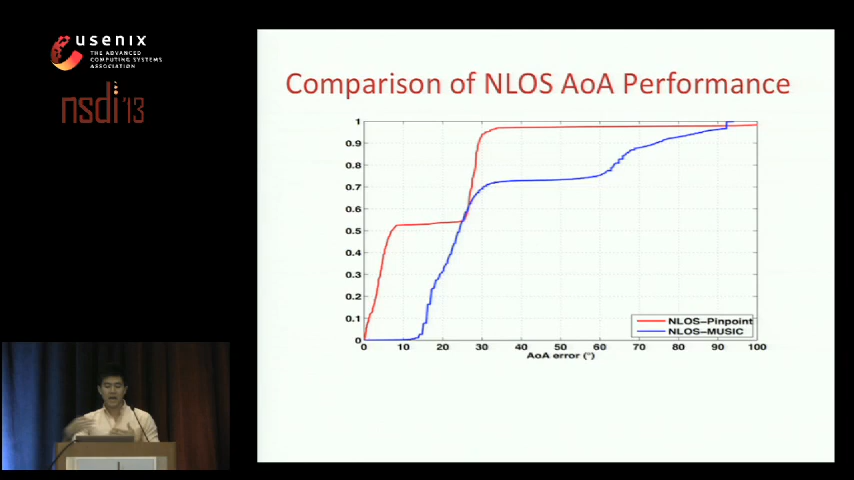 usenix
THE ADVANCED
COMPUTING SYSTEMS
ASSOCIATION
nsdi '13
Comparison of NLOS AoA Performance
1
0.9
0.8
0.7
0.6
0.5
0.4
0.3
0.2
0.1
0
0 10 20 30 40 50 60 70 80 90 100
AoA error (°)
NLOS-Pinpoint
NLOS-MUSIC